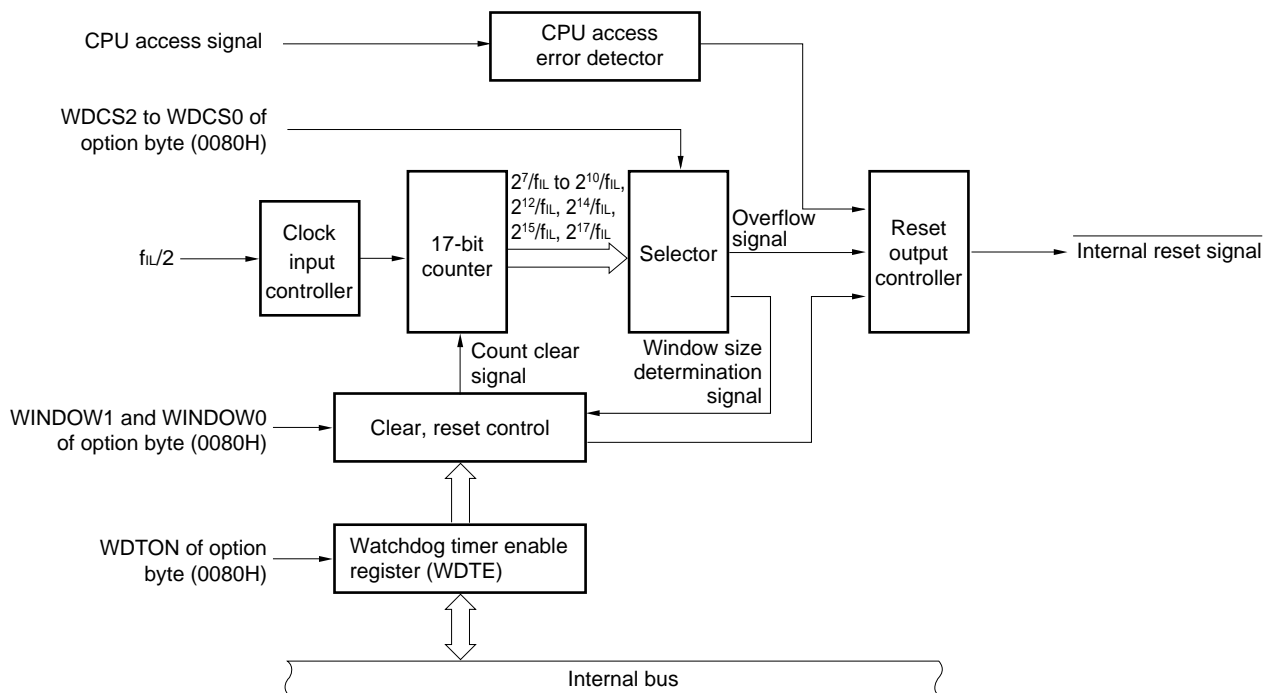 CPU access signal
CPU access
error detector
WDCS2 to WDCS0 of
option byte (0080H)
2⁷/fIL to 2¹⁰/fIL,
2¹²/fIL, 2¹⁴/fIL,
2¹⁵/fIL, 2¹⁷/fIL
fIL/2
Clock
input
controller
17-bit
counter
Selector
Overflow
signal
Reset
output
controller
Internal reset signal
Count clear
signal
Window size
determination
signal
WINDOW1 and WINDOW0
of option byte (0080H)
Clear, reset control
WDTON of option
byte (0080H)
Watchdog timer enable
register (WDTE)
Internal bus